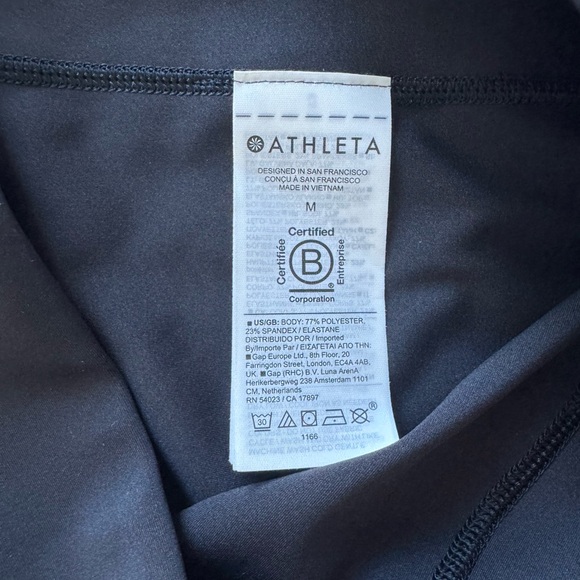 ATHLETA
DESIGNED IN SAN FRANCISCO
CONÇU À SAN FRANCISCO
MADE IN VIETNAM
M
Certified
Certifiée
B
®
Entreprise
Corporation
■ US/GB: BODY: 77% POLYESTER,
23% SPANDEX / ELASTANE
DISTRIBUIDO POR / Imported
By/Importe Par / ΕΙΣΑΓΕΤΑΙ ΑΠΟ ΤΗΝ:
■ Gap Europe Ltd., 8th Floor, 20
Farringdon Street, London, EC4A 4AB,
UK. ■ Gap (RHC) B.V. Luna ArenA
Herikerbergweg 238 Amsterdam 1101
CM, Netherlands
RN 54023 / CA 17897
30
®
1166